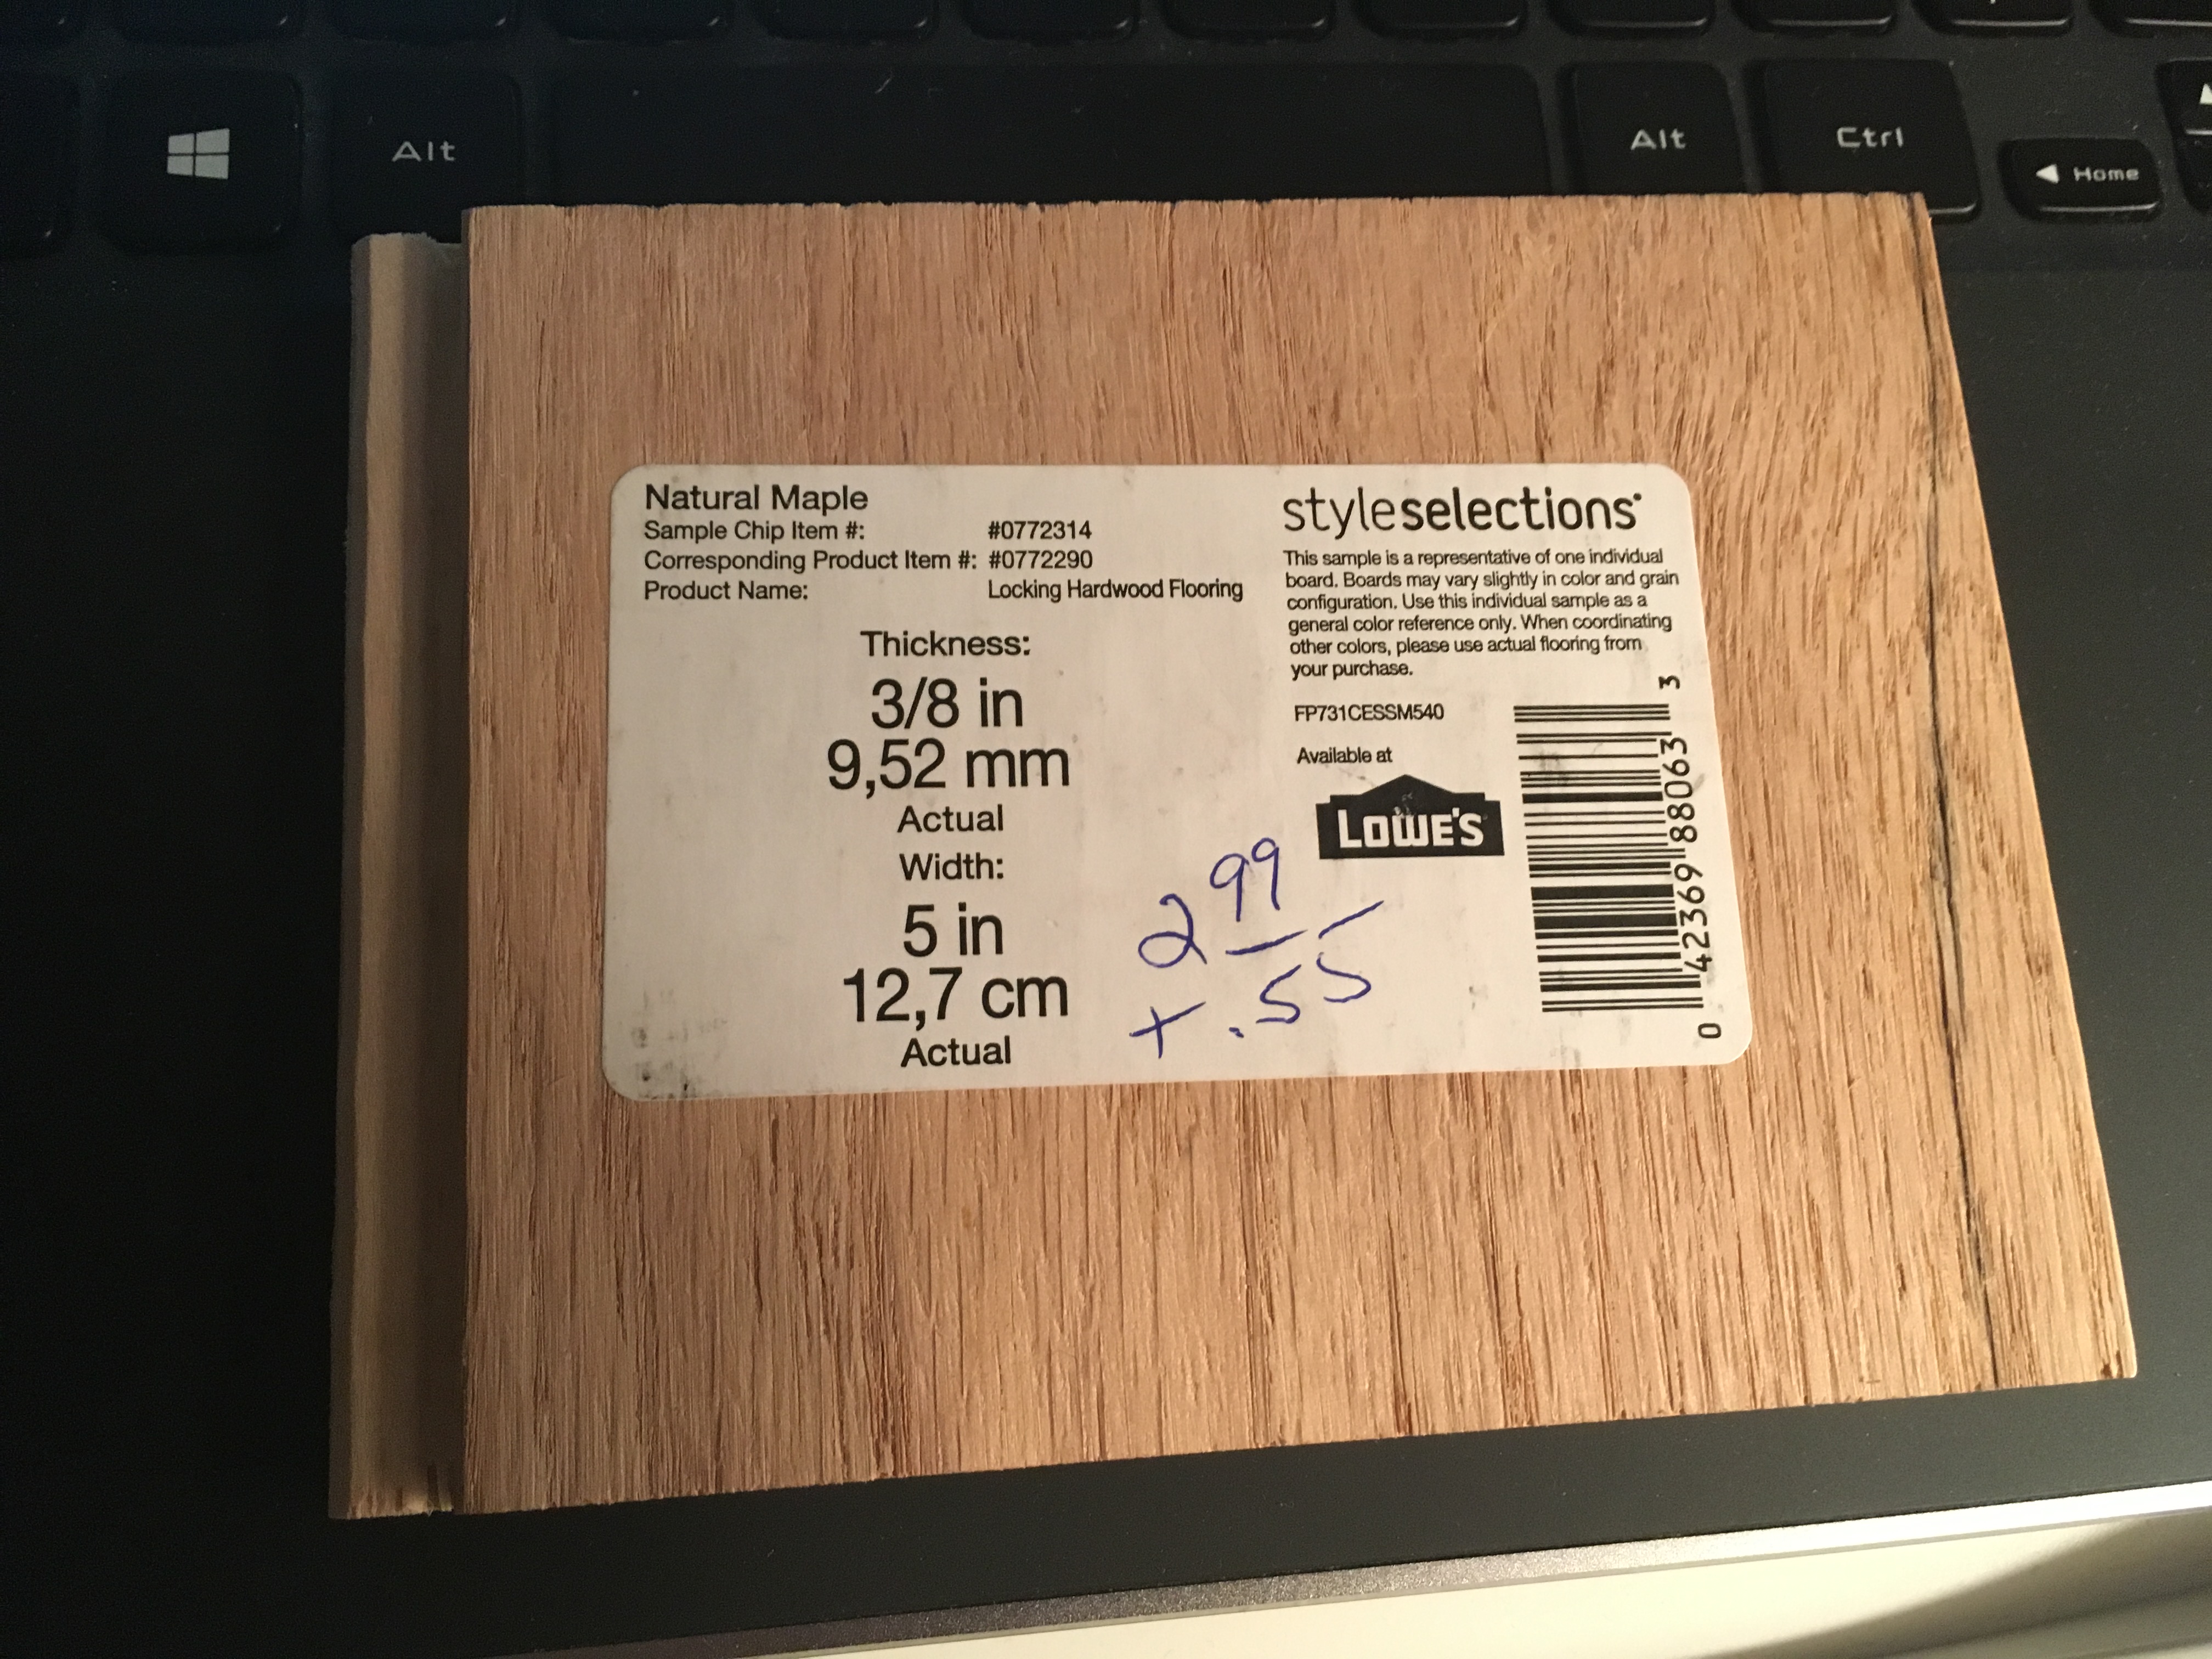 Alt
Alt
Ctrl
Home
Natural Maple
Sample Chip Item #: #0772314
Corresponding Product Item #: #0772290
Product Name: Locking Hardwood Flooring
Thickness:
3/8 in
9,52 mm
Actual
Width:
5 in
12,7 cm
Actual
styleselections
This sample is a representative of one individual
board. Boards may vary slightly in color and grain
configuration. Use this individual sample as a
general color reference only. When coordinating
other colors, please use actual flooring from
your purchase.
FP731CESSM540
Available at
LOWE'S
2 99
+ .55
0 42369 88063 3